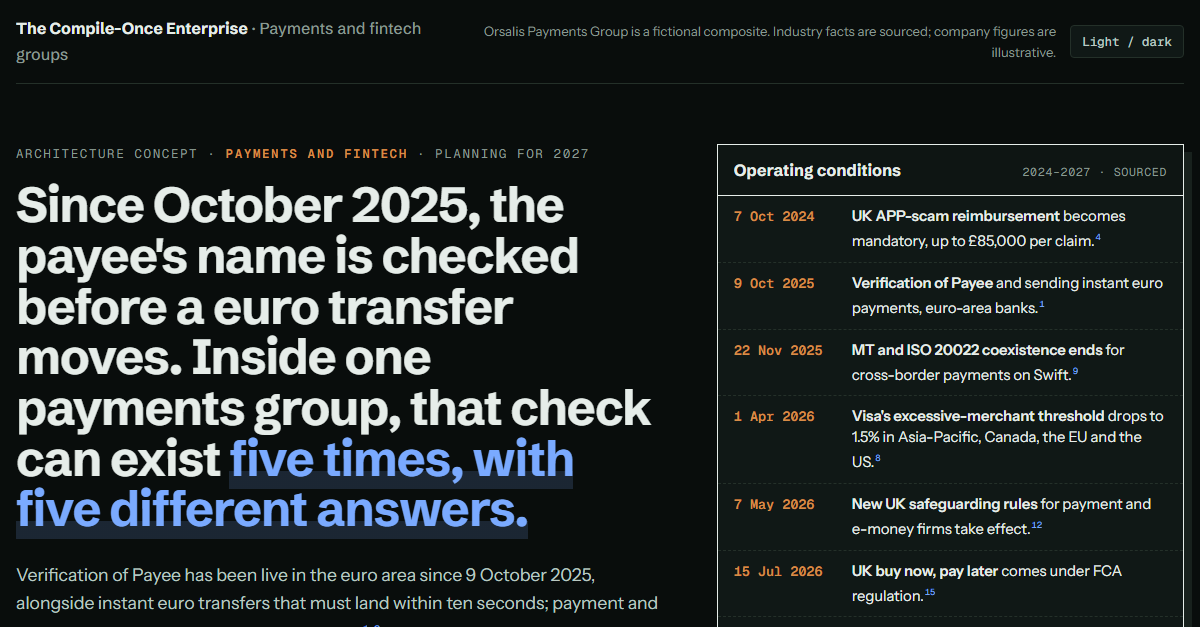 The Compile-Once Enterprise · Payments and fintech
groups
Orsalis Payments Group is a fictional composite. Industry facts are sourced; company figures are
illustrative.
Light / dark
ARCHITECTURE CONCEPT · PAYMENTS AND FINTECH · PLANNING FOR 2027
Since October 2025, the
payee's name is checked
before a euro transfer
moves. Inside one
payments group, that check
can exist five times, with
five different answers.
Verification of Payee has been live in the euro area since 9 October 2025,
alongside instant euro transfers that must land within ten seconds; payment and
Operating conditions
2024–2027 · SOURCED
7 Oct 2024
UK APP-scam reimbursement becomes
mandatory, up to £85,000 per claim.4
9 Oct 2025
Verification of Payee and sending instant euro
payments, euro-area banks.1
22 Nov 2025
MT and ISO 20022 coexistence ends for
cross-border payments on Swift.9
1 Apr 2026
Visa's excessive-merchant threshold drops to
1.5% in Asia-Pacific, Canada, the EU and the
US.8
7 May 2026
New UK safeguarding rules for payment and
e-money firms take effect.12
15 Jul 2026
UK buy now, pay later comes under FCA
regulation.15